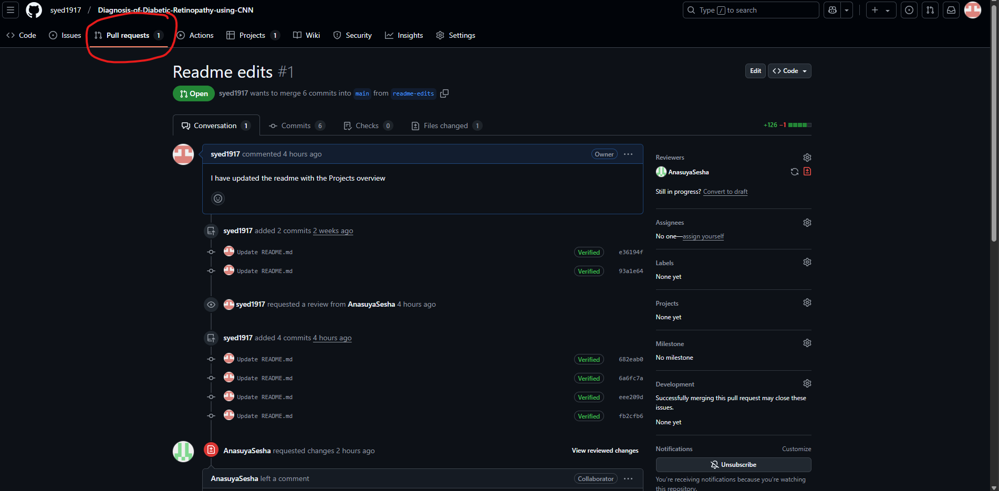 syed1917 / Diagnosis-of-Diabetic-Retinopathy-using-CNN
Type / to search
Code Issues Pull requests 1 Actions Projects 1 Wiki Security Insights Settings
Readme edits #1
Edit Code
Open syed1917 wants to merge 6 commits into main from readme-edits
Conversation 1 Commits 6 Checks 0 Files changed 1
+126 −1
syed1917 commented 4 hours ago
Owner
I have updated the readme with the Projects overview
syed1917 added 2 commits 2 weeks ago
Update README.md Verified e36194f
Update README.md Verified 93a1e64
syed1917 requested a review from AnasuyaSesha 4 hours ago
syed1917 added 4 commits 4 hours ago
Update README.md Verified 682eab0
Update README.md Verified 6a6fc7a
Update README.md Verified eee209d
Update README.md Verified fb2cfb6
AnasuyaSesha requested changes 2 hours ago
View reviewed changes
AnasuyaSesha left a comment
Collaborator
Reviewers
AnasuyaSesha
Still in progress? Convert to draft
Assignees
No one—assign yourself
Labels
None yet
Projects
None yet
Milestone
No milestone
Development
Successfully merging this pull request may close these
issues.
None yet
Notifications Customize
Unsubscribe
You're receiving notifications because you're watching
this repository.